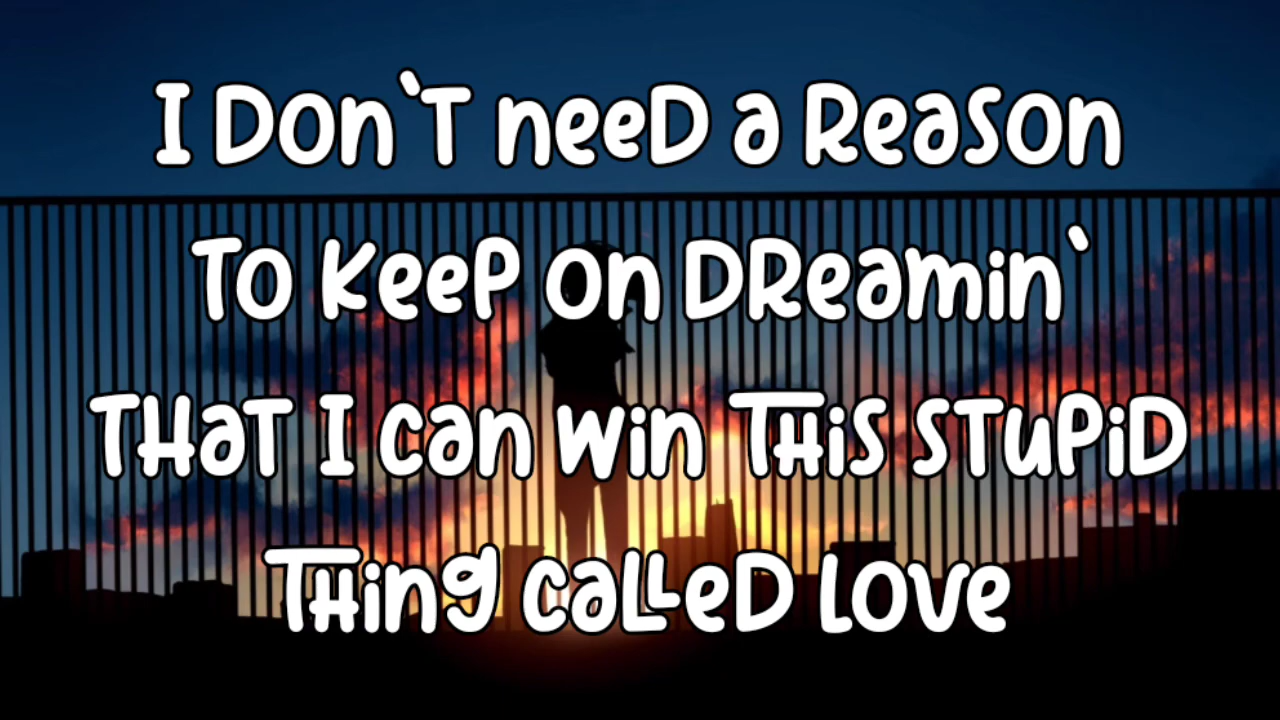 I Don`T neeD a Reason
To Keep on DReamin`
THaT I can win THis sTuPiD
THing caLLeD Love